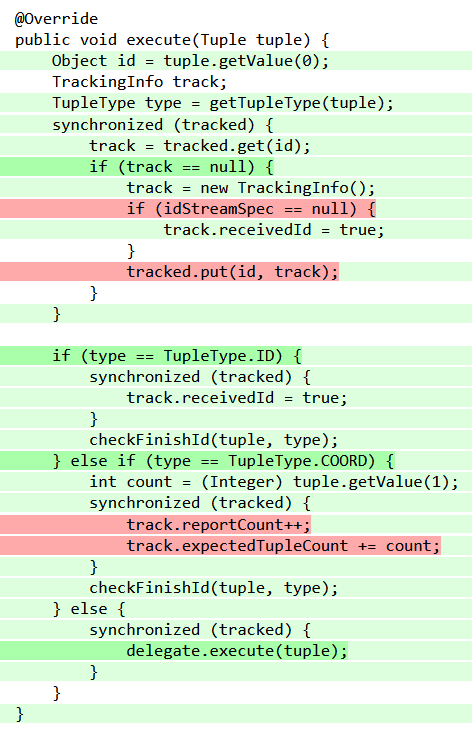 @Override
public void execute(Tuple tuple) {
    Object id = tuple.getValue(0);
    TrackingInfo track;
    TupleType type = getTupleType(tuple);
    synchronized (tracked) {
        track = tracked.get(id);
        if (track == null) {
            track = new TrackingInfo();
            if (idStreamSpec == null) {
                track.receivedId = true;
            }
            tracked.put(id, track);
        }
    }

    if (type == TupleType.ID) {
        synchronized (tracked) {
            track.receivedId = true;
        }
        checkFinishId(tuple, type);
    } else if (type == TupleType.COORD) {
        int count = (Integer) tuple.getValue(1);
        synchronized (tracked) {
            track.reportCount++;
            track.expectedTupleCount += count;
        }
        checkFinishId(tuple, type);
    } else {
        synchronized (tracked) {
            delegate.execute(tuple);
        }
    }
}